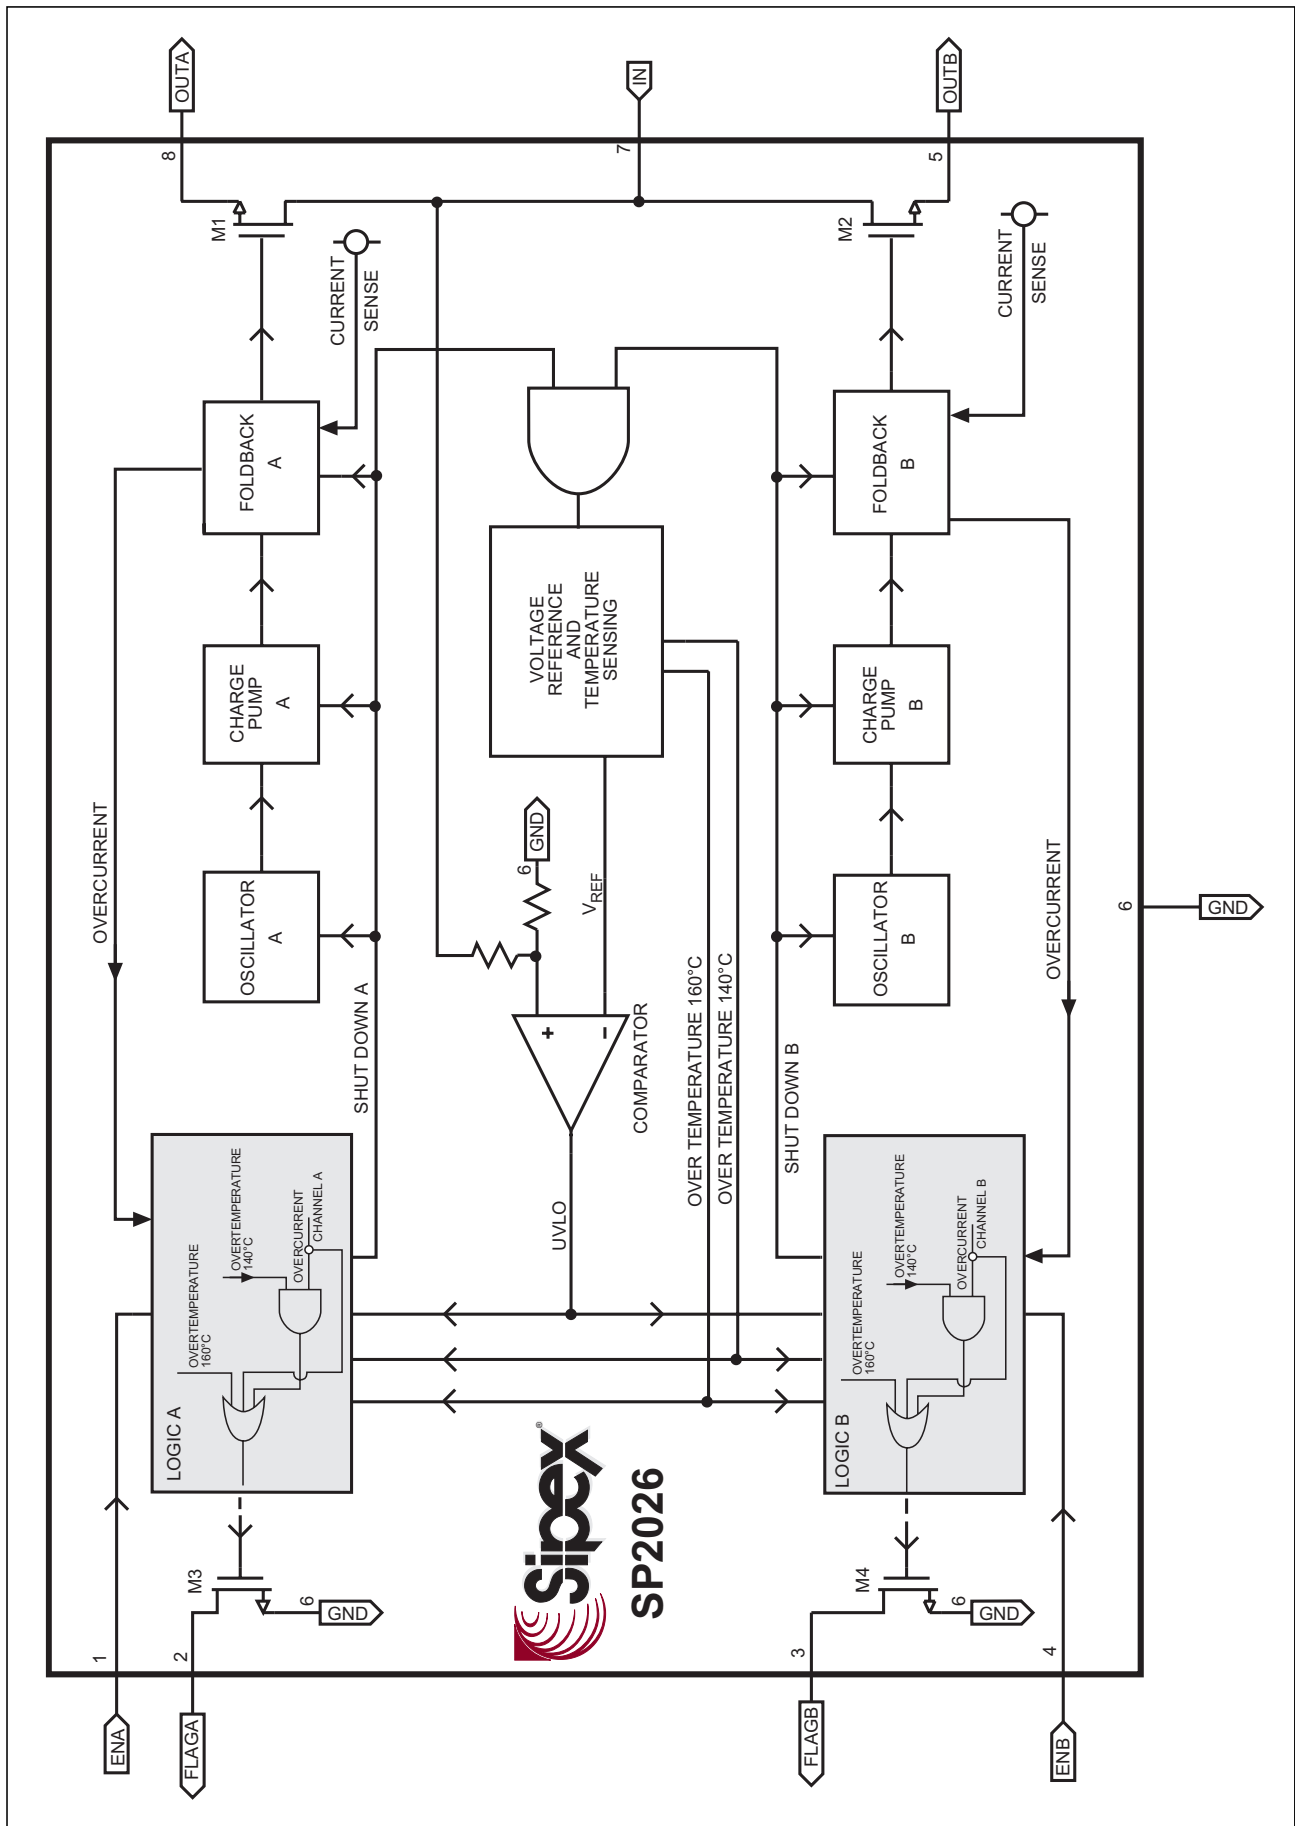 ENA
1
FLAGA
2
M3
6
GND
LOGIC A
OVERTEMPERATURE
160°C
OVERTEMPERATURE
140°C
OVERCURRENT
CHANNEL A
OVERCURRENT
SHUT DOWN A
OSCILLATOR
A
CHARGE
PUMP
A
FOLDBACK
A
CURRENT
SENSE
M1
8
OUTA
UVLO
+
–
COMPARATOR
6
GND
VREF
VOLTAGE
REFERENCE
AND
TEMPERATURE
SENSING
7
IN
Sipex®
SP2026
OVER TEMPERATURE 160°C
OVER TEMPERATURE 140°C
SHUT DOWN B
FLAGB
3
M4
6
GND
ENB
4
LOGIC B
OVERTEMPERATURE
160°C
OVERTEMPERATURE
140°C
OVERCURRENT
CHANNEL B
OVERCURRENT
OSCILLATOR
B
CHARGE
PUMP
B
FOLDBACK
B
CURRENT
SENSE
M2
5
OUTB
6
GND